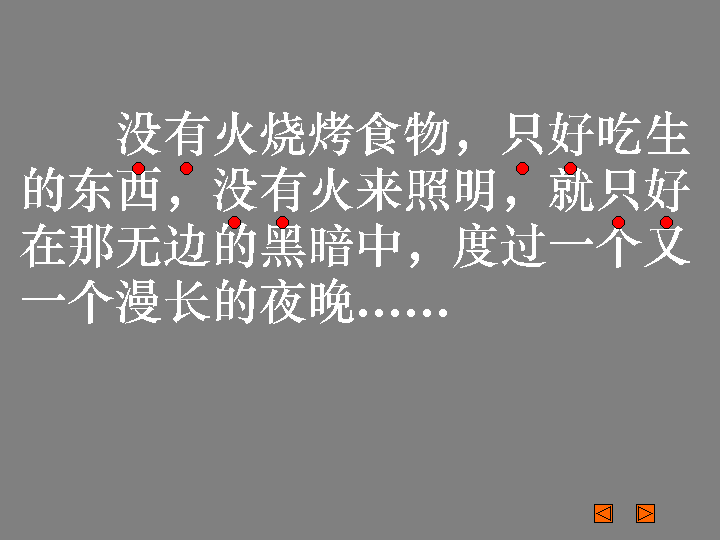 没有火烧烤食物，只好吃生
的东西，没有火来照明，就只好
在那无边的黑暗中，度过一个又
一个漫长的夜晚……